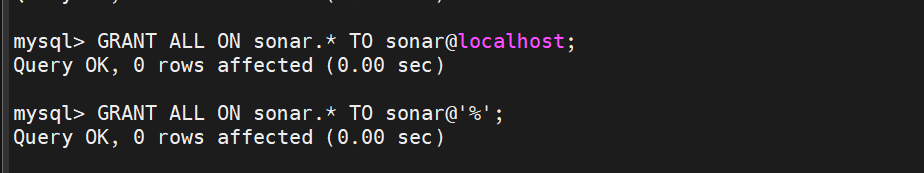 mysql> GRANT ALL ON sonar.* TO sonar@localhost;
Query OK, 0 rows affected (0.00 sec)
mysql> GRANT ALL ON sonar.* TO sonar@'%';
Query OK, 0 rows affected (0.00 sec)